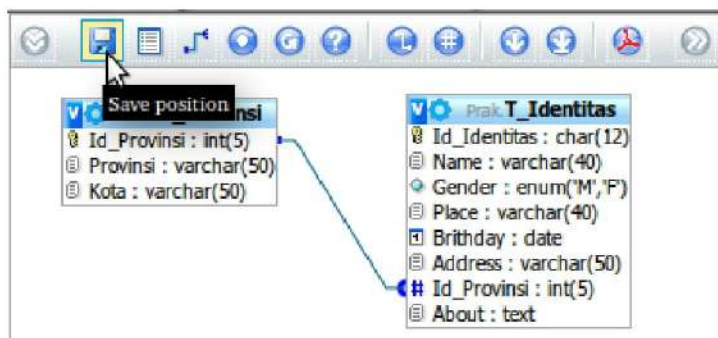 Save position
V nsi
Id_Provinsi : int(5)
Provinsi : varchar(50)
Kota : varchar(50)
V Prak T_Identitas
Id_Identitas : char(12)
Name : varchar(40)
Gender : enum('M','F')
Place : varchar(40)
Brithday : date
Address : varchar(50)
# Id_Provinsi : int(5)
About : text